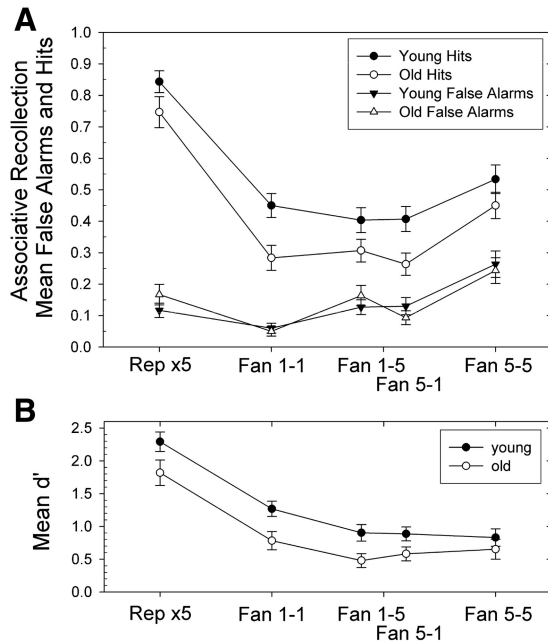 A
Associative Recollection
Mean False Alarms and Hits
1.0
0.9
0.8
0.7
0.6
0.5
0.4
0.3
0.2
0.1
0.0
Young Hits
Old Hits
Young False Alarms
Old False Alarms
Rep x5
Fan 1-1
Fan 1-5
Fan 5-1
Fan 5-5
B
Mean d'
2.5
2.0
1.5
1.0
0.5
0.0
young
old
Rep x5
Fan 1-1
Fan 1-5
Fan 5-1
Fan 5-5